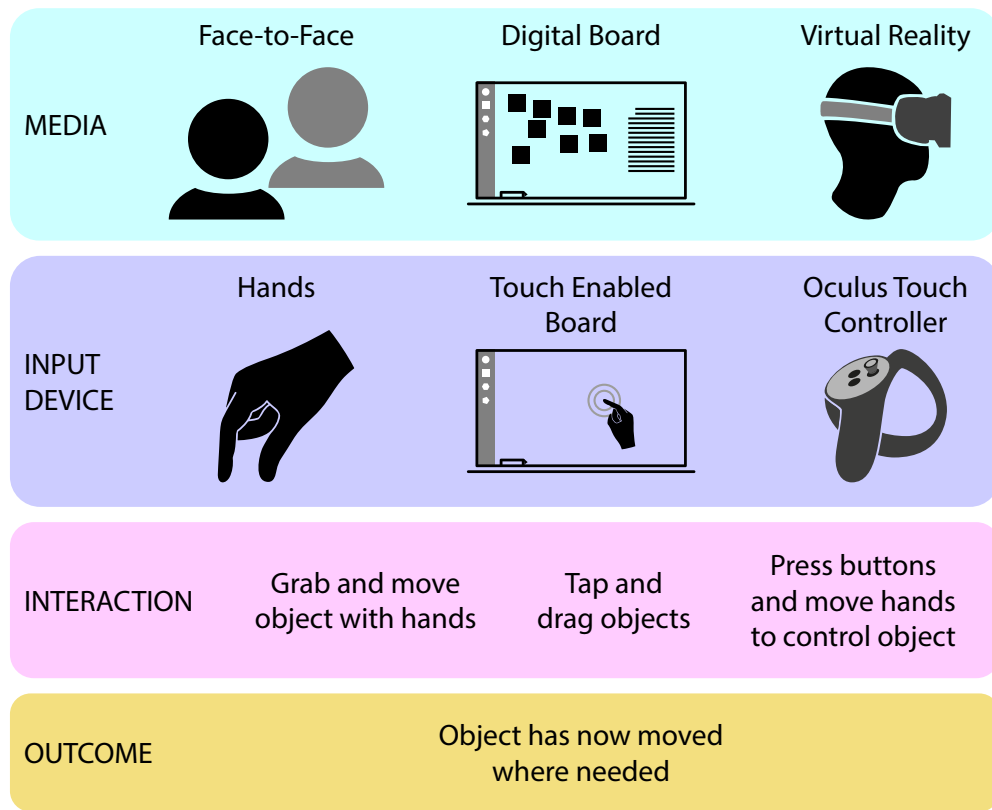 Face-to-Face
Digital Board
Virtual Reality
MEDIA
Hands
Touch Enabled
Board
Oculus Touch
Controller
INPUT
DEVICE
INTERACTION
Grab and move
object with hands
Tap and
drag objects
Press buttons
and move hands
to control object
OUTCOME
Object has now moved
where needed